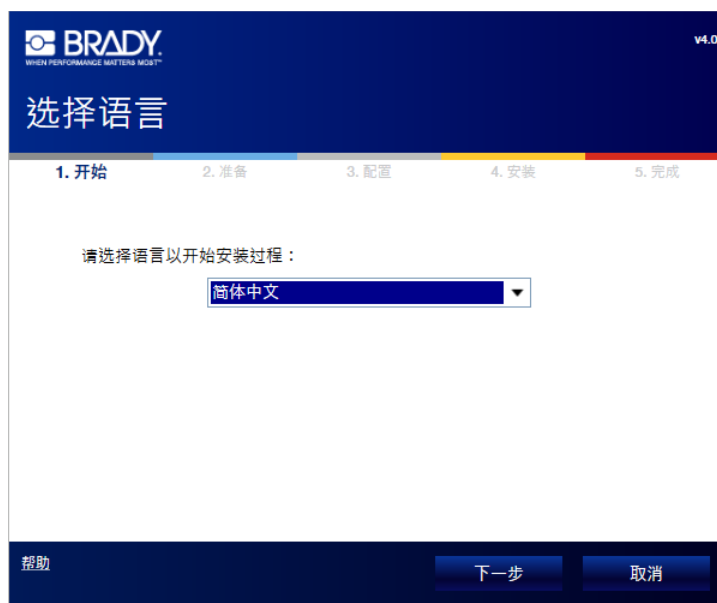 BRADY.
WHEN PERFORMANCE MATTERS MOST™
v4.0
选择语言
1. 开始
2. 准备
3. 配置
4. 安装
5. 完成
请选择语言以开始安装过程：
简体中文
帮助
下一步
取消